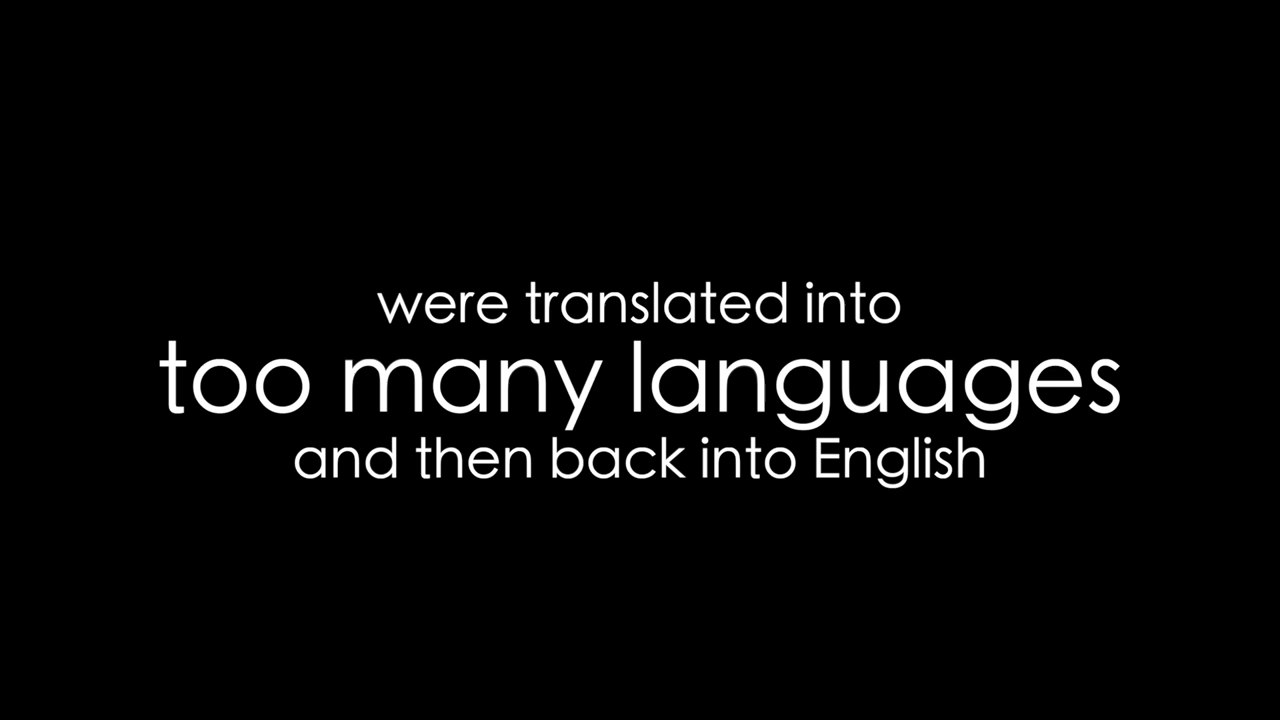 were translated into
too many languages
and then back into English